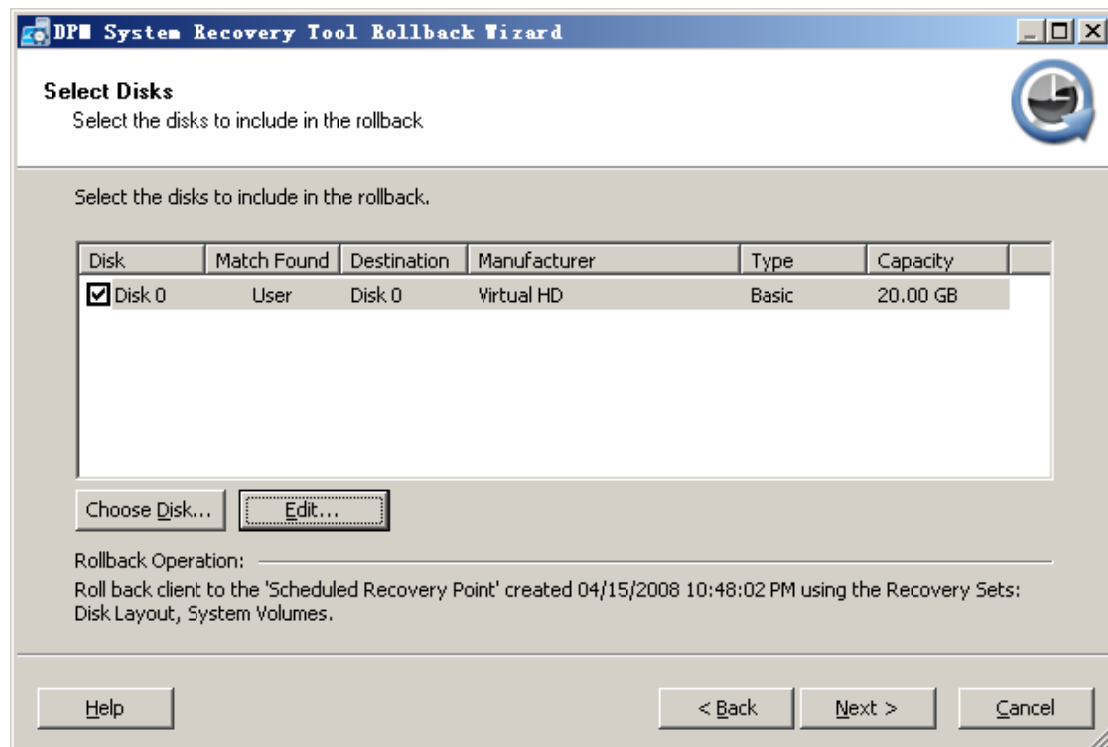 DPM System Recovery Tool Rollback Wizard
Select Disks
Select the disks to include in the rollback
Select the disks to include in the rollback.
Disk Match Found Destination Manufacturer Type Capacity
Disk 0 User Disk 0 Virtual HD Basic 20.00 GB
Choose Disk... Edit...
Rollback Operation:
Roll back client to the 'Scheduled Recovery Point' created 04/15/2008 10:48:02 PM using the Recovery Sets:
Disk Layout, System Volumes.
Help < Back Next > Cancel